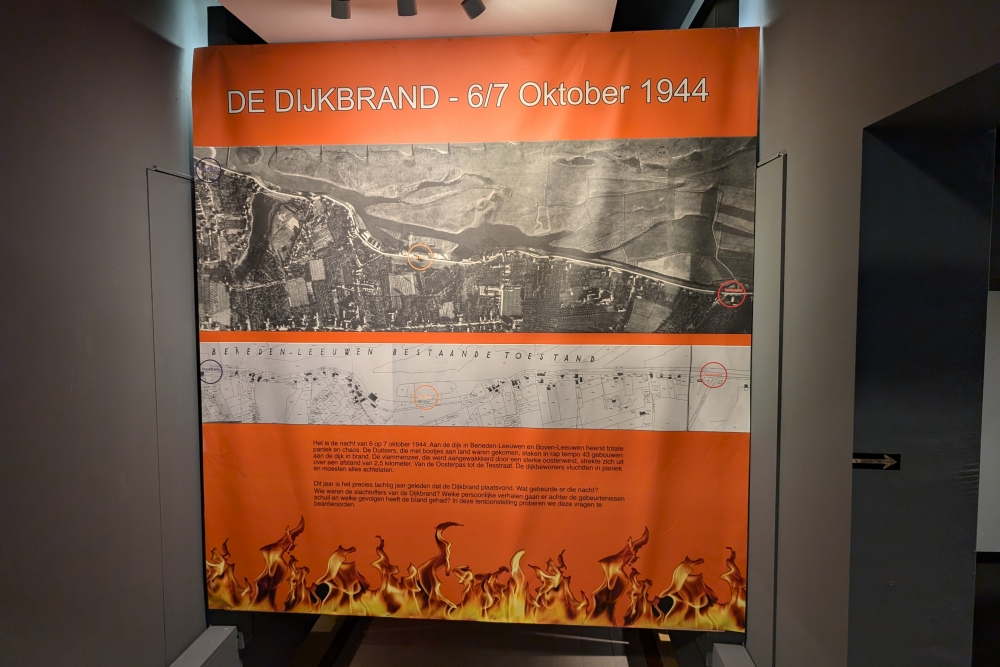 DE DIJKBRAND - 6/7 Oktober 1944
BENEDEN-LEEUWEN BESTAANDE TOESTAND
Het is de nacht van 6 op 7 oktober 1944. Aan de dijk in Beneden-Leeuwen en Boven-Leeuwen heerst totale
paniek en chaos. De Duitsers, die met bootjes aan land waren gekomen, staken in rap tempo 43 gebouwen
aan de dijk in brand. De vlammenzee, die werd aangewakkerd door een sterke oostenwind, strekte zich uit
over een afstand van 2,5 kilometer. Van de Oosterpas tot de Tesstraat. De dijkbewoners vluchtten in paniek
en moesten alles achterlaten.
Dit jaar is het precies tachtig jaar geleden dat de Dijkbrand plaatsvond. Wat gebeurde er die nacht?
Wie waren de slachtoffers van de Dijkbrand? Welke persoonlijke verhalen gaan er achter de gebeurtenissen
schuil en welke gevolgen heeft de brand gehad? In deze tentoonstelling proberen we deze vragen te
beantwoorden.